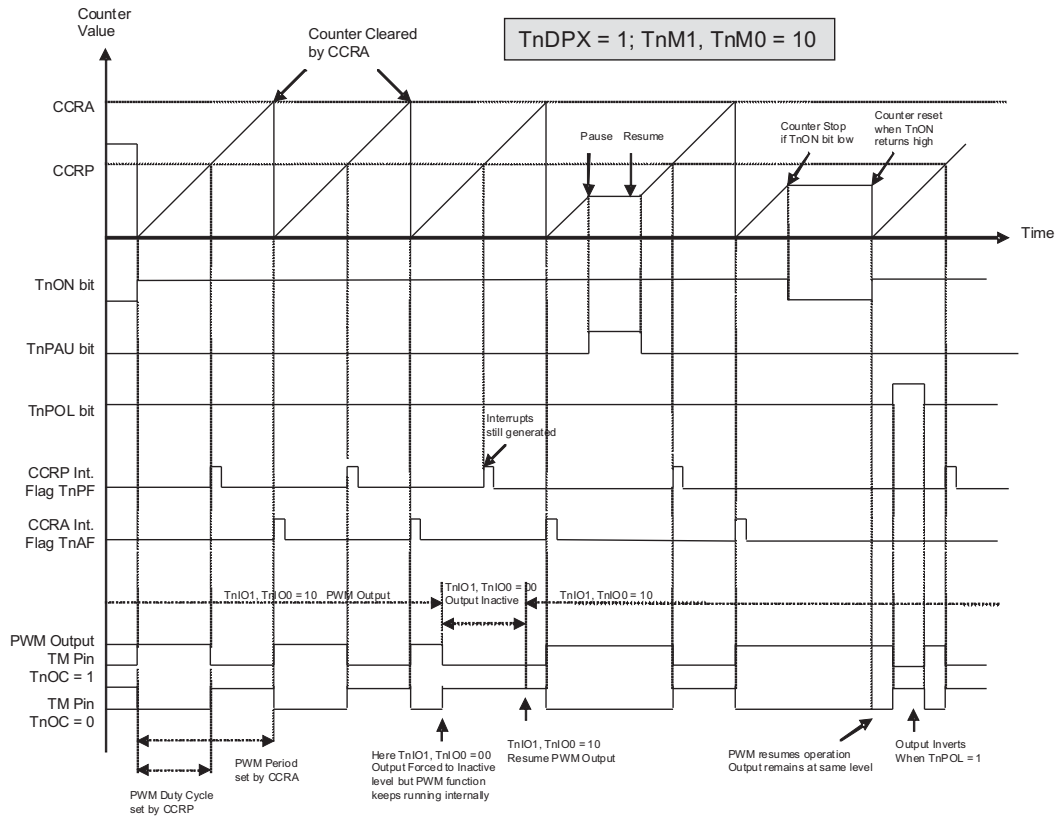 Counter
Value
TnDPX = 1; TnM1, TnM0 = 10
Counter Cleared
by CCRA
CCRA
CCRP
Pause
Resume
Counter Stop
if TnON bit low
Counter reset
when TnON
returns high
Time
TnON bit
TnPAU bit
TnPOL bit
Interrupts
still generated
CCRP Int.
Flag TnPF
CCRA Int.
Flag TnAF
TnIO1, TnIO0 = 10 PWM Output
TnIO1, TnIO0 = 00
Output Inactive
TnIO1, TnIO0 = 10
PWM Output
TM Pin
TnOC = 1
TM Pin
TnOC = 0
PWM Period
set by CCRA
PWM Duty Cycle
set by CCRP
Here TnIO1, TnIO0 = 00
Output Forced to Inactive
level but PWM function
keeps running internally
TnIO1, TnIO0 = 10
Resume PWM Output
PWM resumes operation
Output remains at same level
Output Inverts
When TnPOL = 1